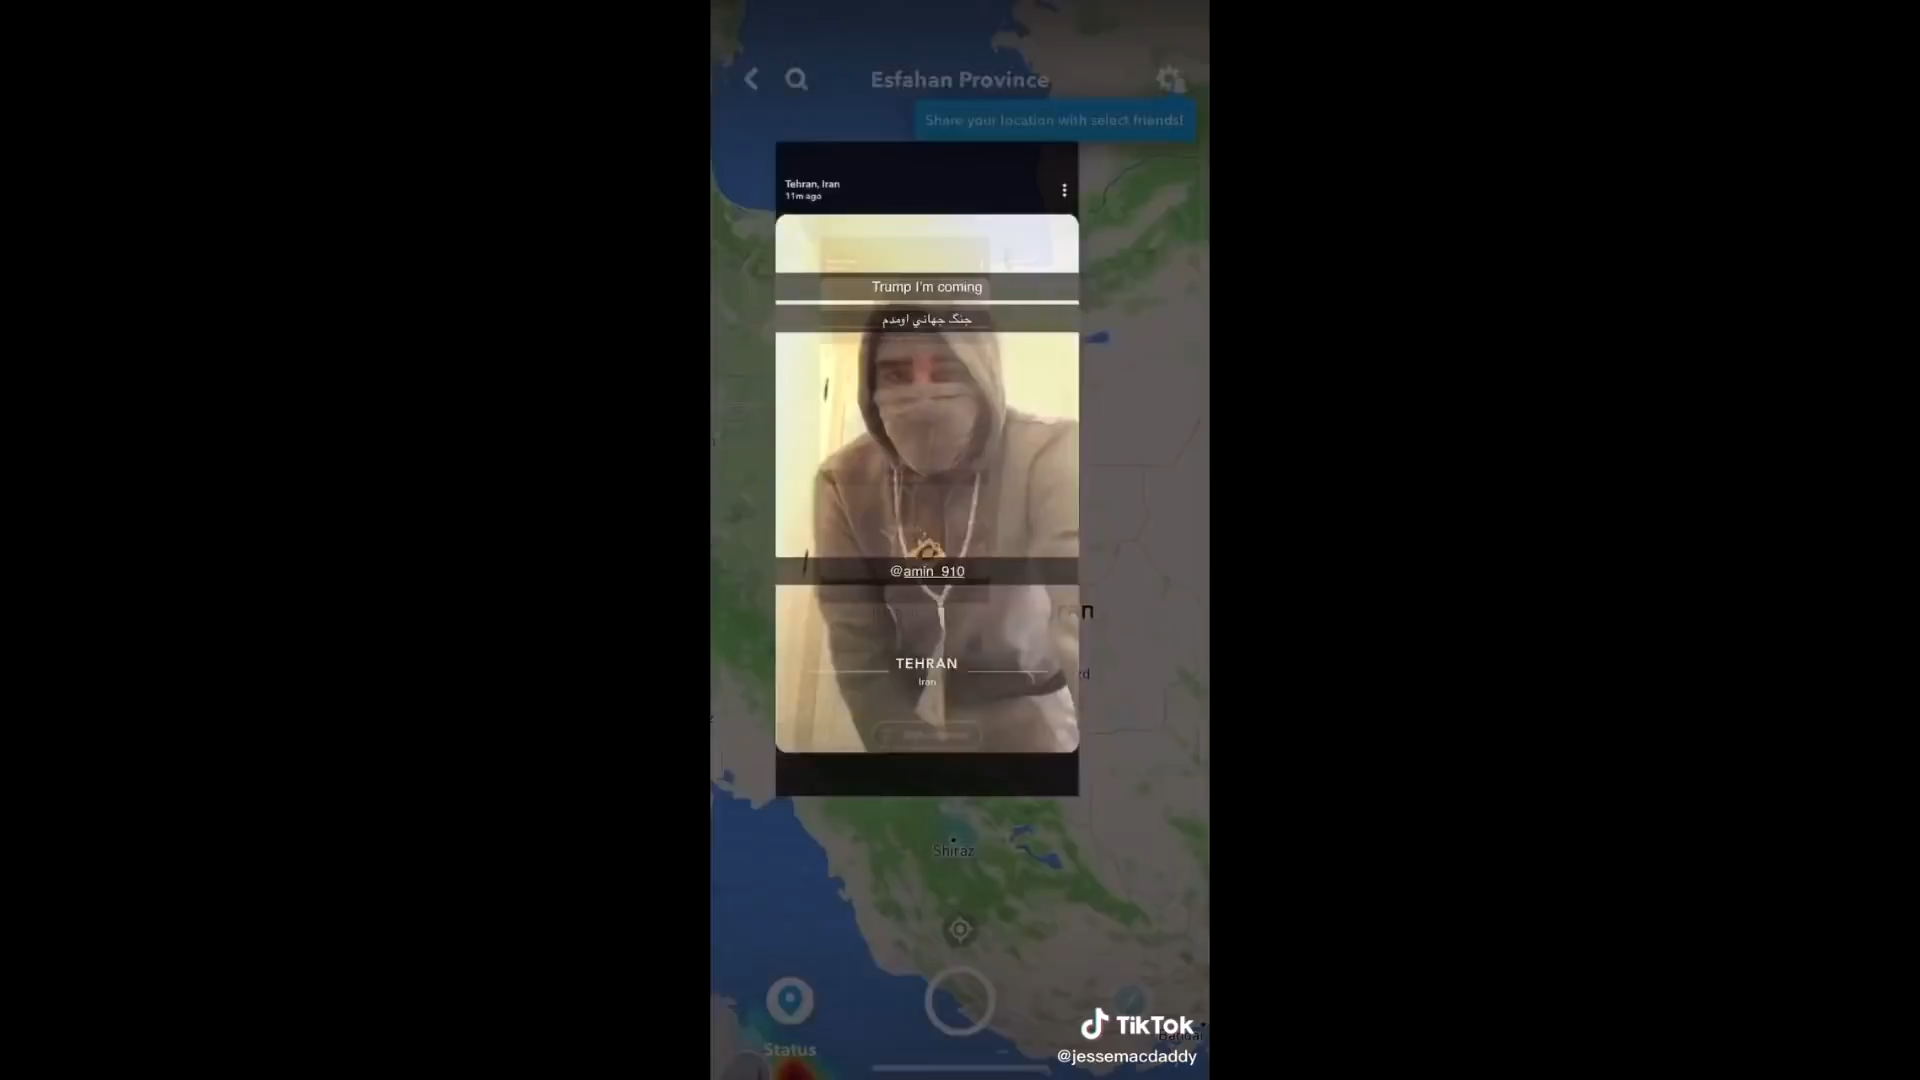 Esfahan Province
Share your location with select friends!
Tehran, Iran
11m ago
Trump I'm coming
جنگ جهاني اومدم
@amin_910
TEHRAN
Iran
Shiraz
Status
TikTok
@jessemacdaddy